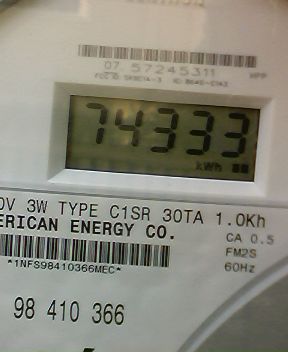 07 57245311
74333
kWh
0V 3W TYPE C1SR 30TA 1.0Kh
ERICAN ENERGY CO.
CA 0.5
FM2S
*1NFS98410366MEC*
60Hz
98 410 366